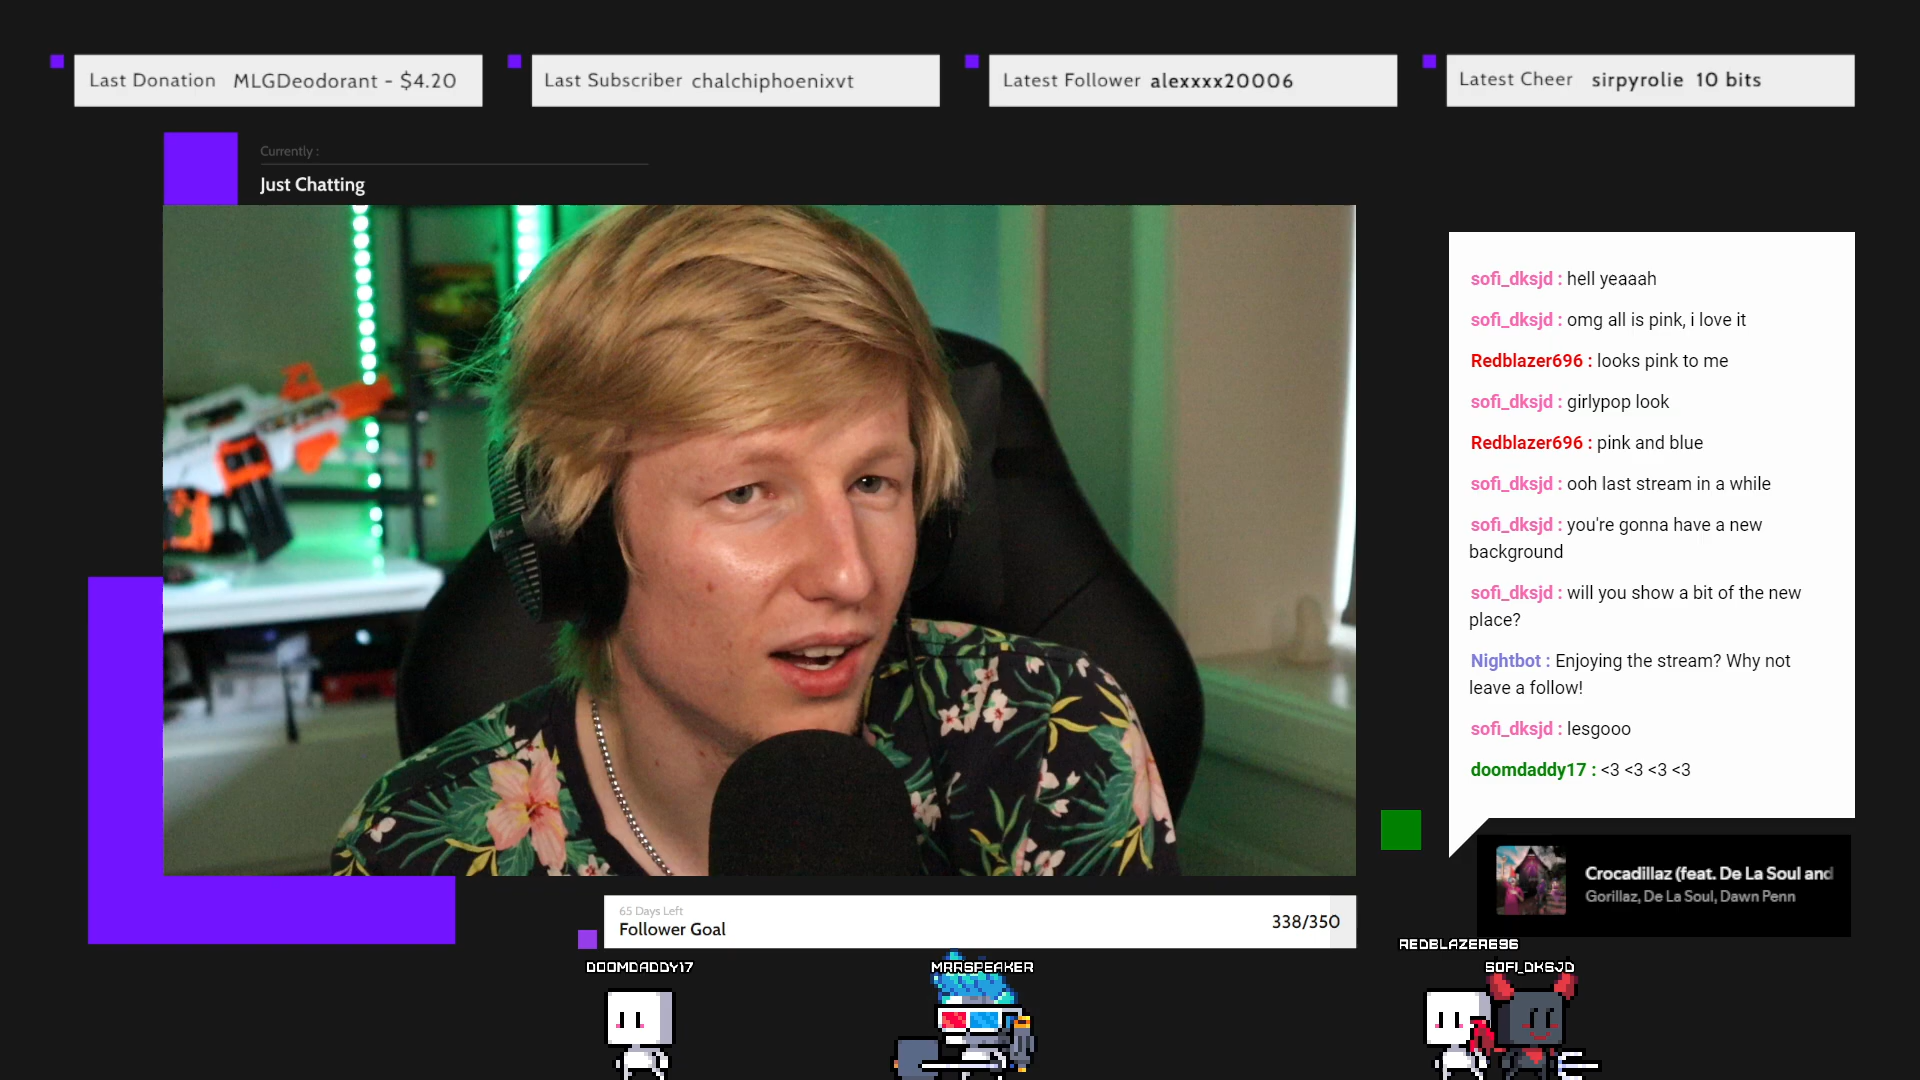 Last Donation MLGDeodorant - $4.20
Last Subscriber chalchiphoenixvt
Latest Follower alexxxx20006
Latest Cheer sirpyrolie 10 bits
Currently :
Just Chatting
sofi_dksjd : hell yeaaah
sofi_dksjd : omg all is pink, i love it
Redblazer696 : looks pink to me
sofi_dksjd : girlypop look
Redblazer696 : pink and blue
sofi_dksjd : ooh last stream in a while
sofi_dksjd : you're gonna have a new
background
sofi_dksjd : will you show a bit of the new
place?
Nightbot : Enjoying the stream? Why not
leave a follow!
sofi_dksjd : lesgooo
doomdaddy17 : <3 <3 <3 <3
Crocadillaz (feat. De La Soul and
Gorillaz, De La Soul, Dawn Penn
65 Days Left
Follower Goal
338/350
REDBLAZER696
DOOMDADDY17
MRRSPEAKER
SOFI_DKSJD